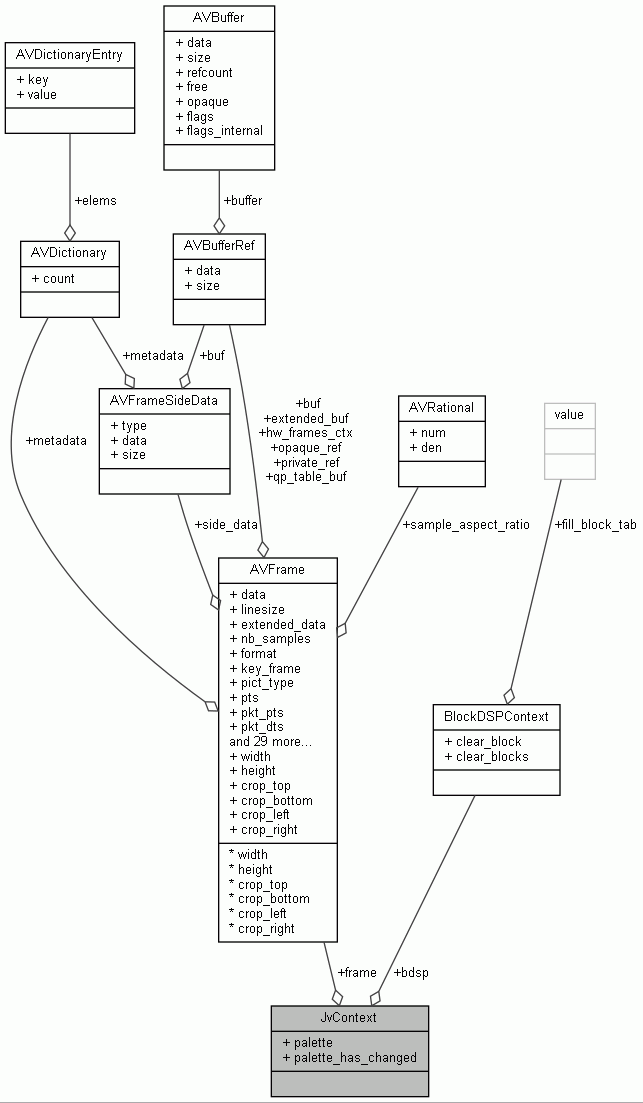 AVBuffer
+ data
+ size
+ refcount
+ free
+ opaque
+ flags
+ flags_internal
AVDictionaryEntry
+ key
+ value
+elems
+buffer
AVDictionary
+ count
AVBufferRef
+ data
+ size
+metadata
+buf
AVFrameSideData
+ type
+ data
+ size
+buf
+extended_buf
+hw_frames_ctx
+opaque_ref
+private_ref
+qp_table_buf
AVRational
+ num
+ den
value
+metadata
+side_data
+sample_aspect_ratio
+fill_block_tab
AVFrame
+ data
+ linesize
+ extended_data
+ nb_samples
+ format
+ key_frame
+ pict_type
+ pts
+ pkt_pts
+ pkt_dts
and 29 more...
+ width
+ height
+ crop_top
+ crop_bottom
+ crop_left
+ crop_right
* width
* height
* crop_top
* crop_bottom
* crop_left
* crop_right
BlockDSPContext
+ clear_block
+ clear_blocks
+frame
+bdsp
JvContext
+ palette
+ palette_has_changed